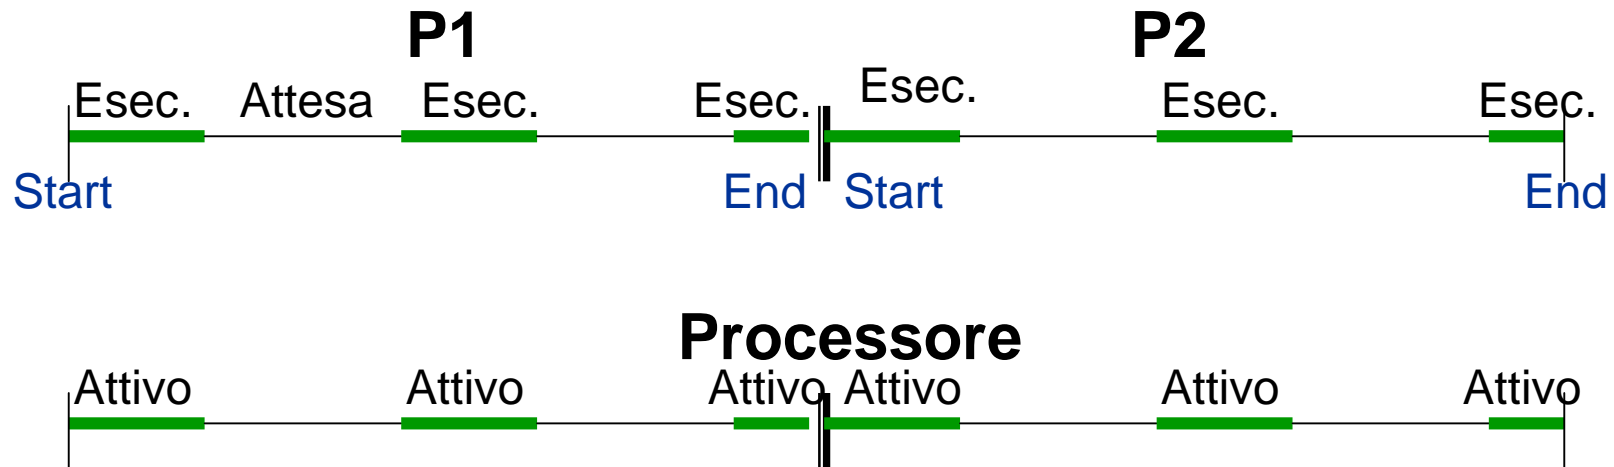 P1 P2
Esec. Attesa Esec. Esec. Esec. Esec. Esec.
Start End Start End
Processore
Attivo Attivo Attivo Attivo Attivo Attivo